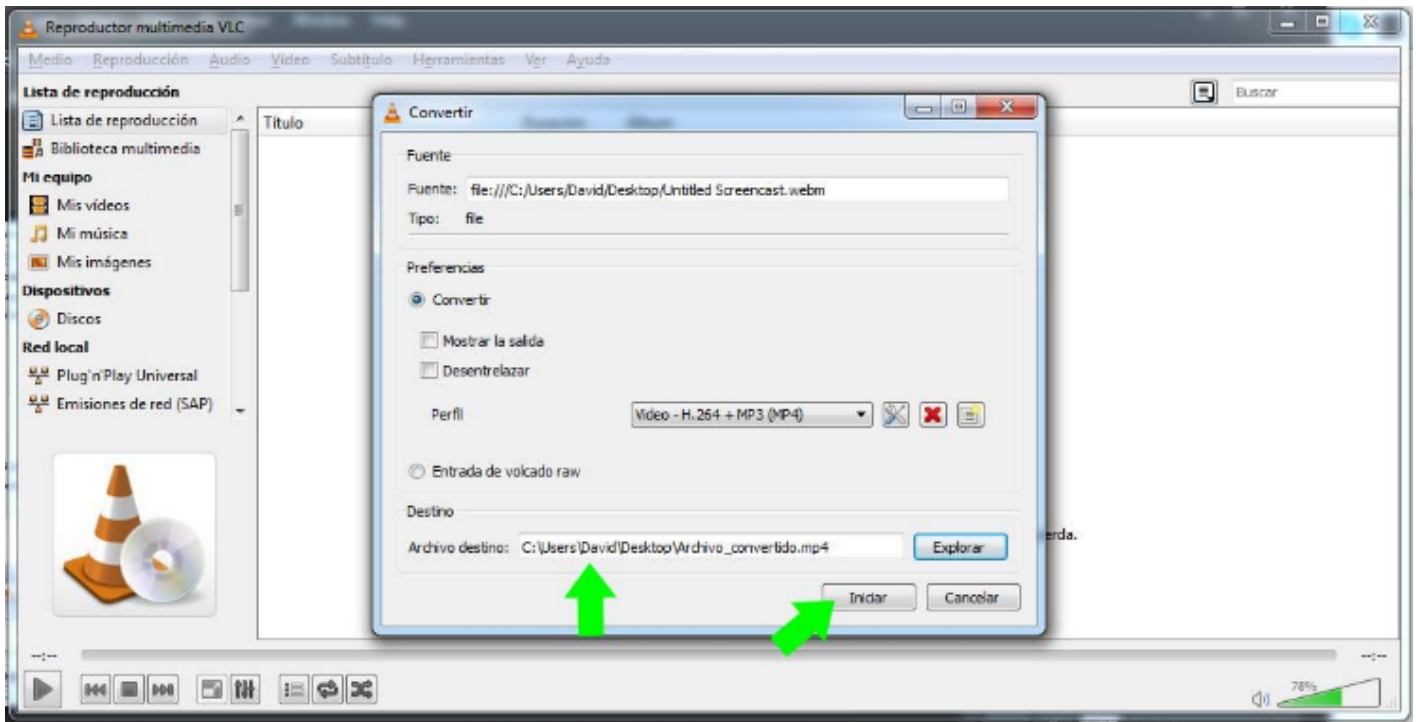 Reproductor multimedia VLC
Medio Reproducción Audio Vídeo Subtítulo Herramientas Ver Ayuda
Lista de reproducción
Buscar
Lista de reproducción
Biblioteca multimedia
Mi equipo
Mis vídeos
Mi música
Mis imágenes
Dispositivos
Discos
Red local
Plug'n'Play Universal
Emisiones de red (SAP)
Título
Convertir
Fuente
Fuente: file:///C:/Users/David/Desktop/Untitled Screencast.webm
Tipo: file
Preferencias
Convertir
Mostrar la salida
Desentrelazar
Perfil Video - H.264 + MP3 (MP4)
Entrada de volcado raw
Destino
Archivo destino: C:\Users\David\Desktop\Archivo_convertido.mp4 Explorar
erda.
Iniciar Cancelar
--:-- --:--
78%